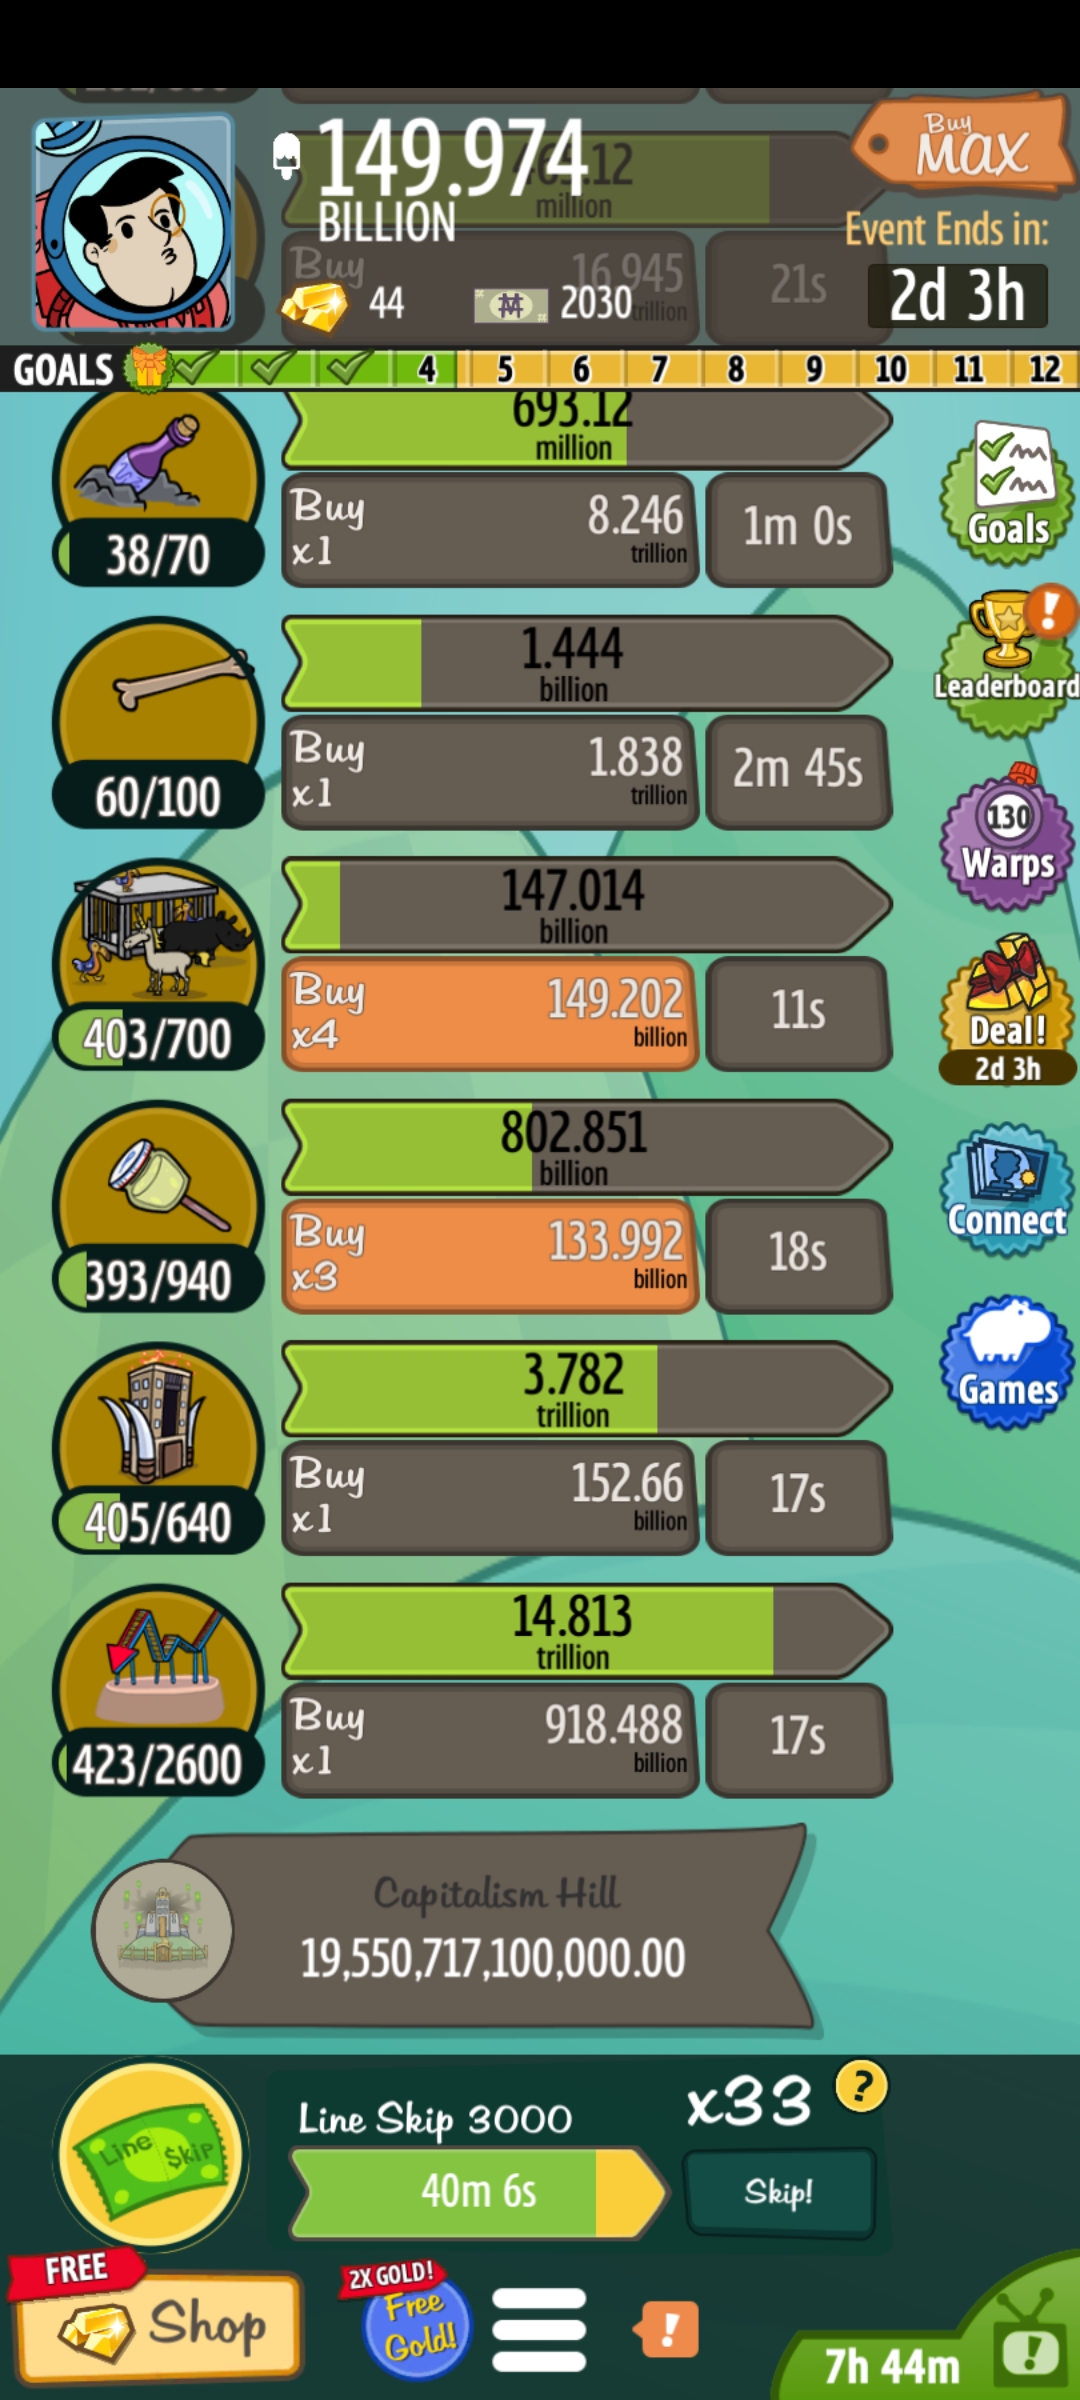 149.974
BILLION
Buy
MAX
463.12
million
Event Ends in:
2d 3h
Buy
16.945
trillion
21s
44
2030
GOALS
4
5
6
7
8
9
10
11
12
693.12
million
Buy
x1
8.246
trillion
1m 0s
38/70
Goals
1.444
billion
Buy
x1
1.838
trillion
2m 45s
60/100
!
Leaderboard
147.014
billion
Buy
x4
149.202
billion
11s
403/700
130
Warps
Deal!
2d 3h
802.851
billion
Buy
x3
133.992
billion
18s
393/940
Connect
3.782
trillion
Buy
x1
152.66
billion
17s
405/640
Games
14.813
trillion
Buy
x1
918.488
billion
17s
423/2600
Capitalism Hill
19,550,717,100,000.00
Line Skip
Line Skip 3000
x33
?
40m 6s
Skip!
FREE
Shop
2X GOLD!
Free
Gold!
!
7h 44m
!